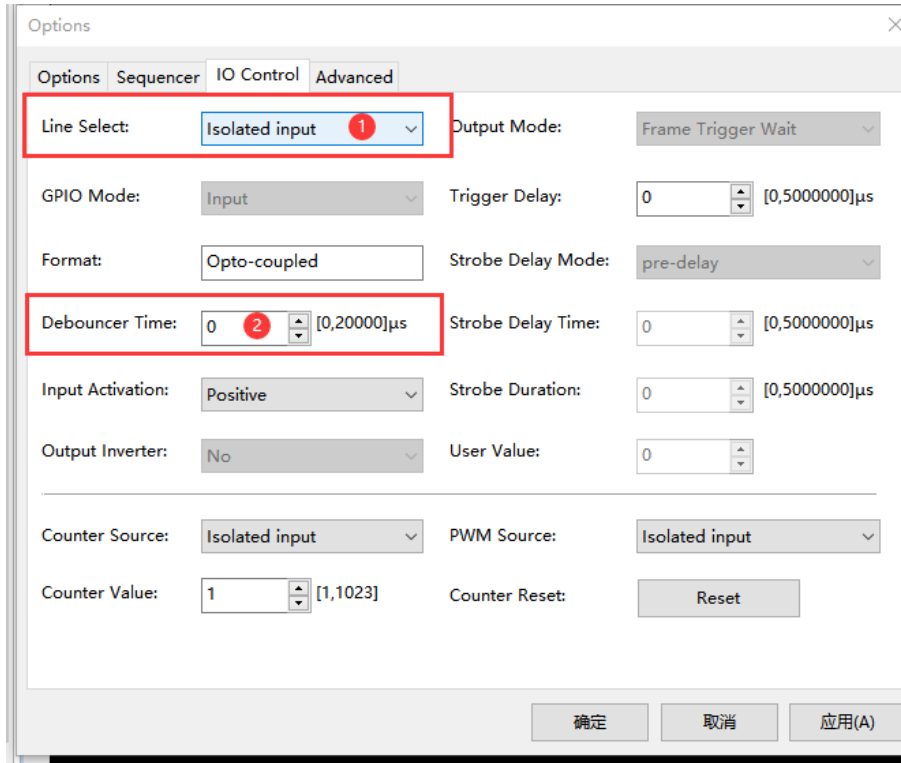 Options
Options Sequencer IO Control Advanced
Line Select: Isolated input 1 Output Mode: Frame Trigger Wait
GPIO Mode: Input Trigger Delay: 0 [0,5000000]µs
Format: Opto-coupled Strobe Delay Mode: pre-delay
Debouncer Time: 0 2 [0,20000]µs Strobe Delay Time: 0 [0,5000000]µs
Input Activation: Positive Strobe Duration: 0 [0,5000000]µs
Output Inverter: No User Value: 0
Counter Source: Isolated input PWM Source: Isolated input
Counter Value: 1 [1,1023] Counter Reset: Reset
确定 取消 应用(A)